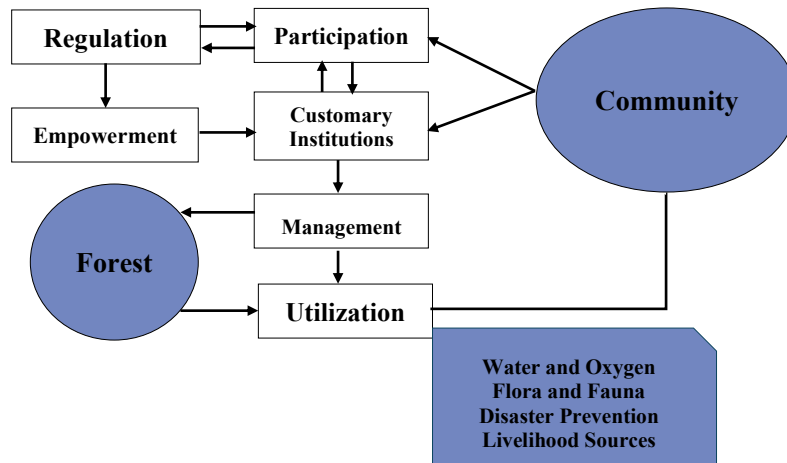 Regulation
Participation
Community
Empowerment
Customary
Institutions
Management
Forest
Utilization
Water and Oxygen
Flora and Fauna
Disaster Prevention
Livelihood Sources